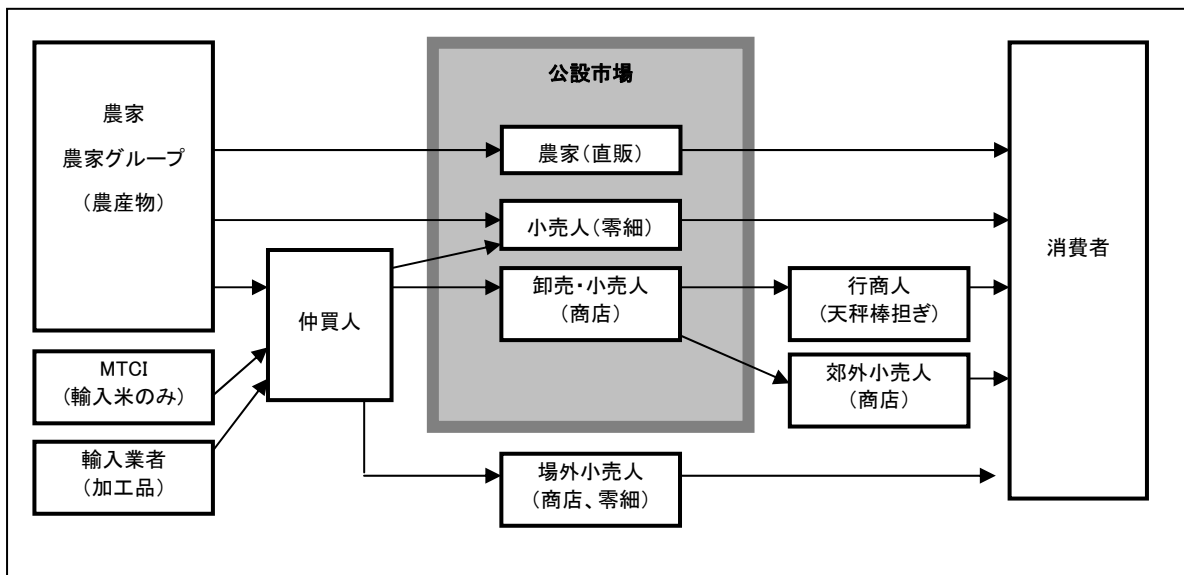 公設市場
農家
農家グループ
（農産物）
農家（直販）
小売人（零細）
消費者
仲買人
卸売・小売人
（商店）
行商人
（天秤棒担ぎ）
MTCI
（輸入米のみ）
郊外小売人
（商店）
輸入業者
（加工品）
場外小売人
（商店、零細）